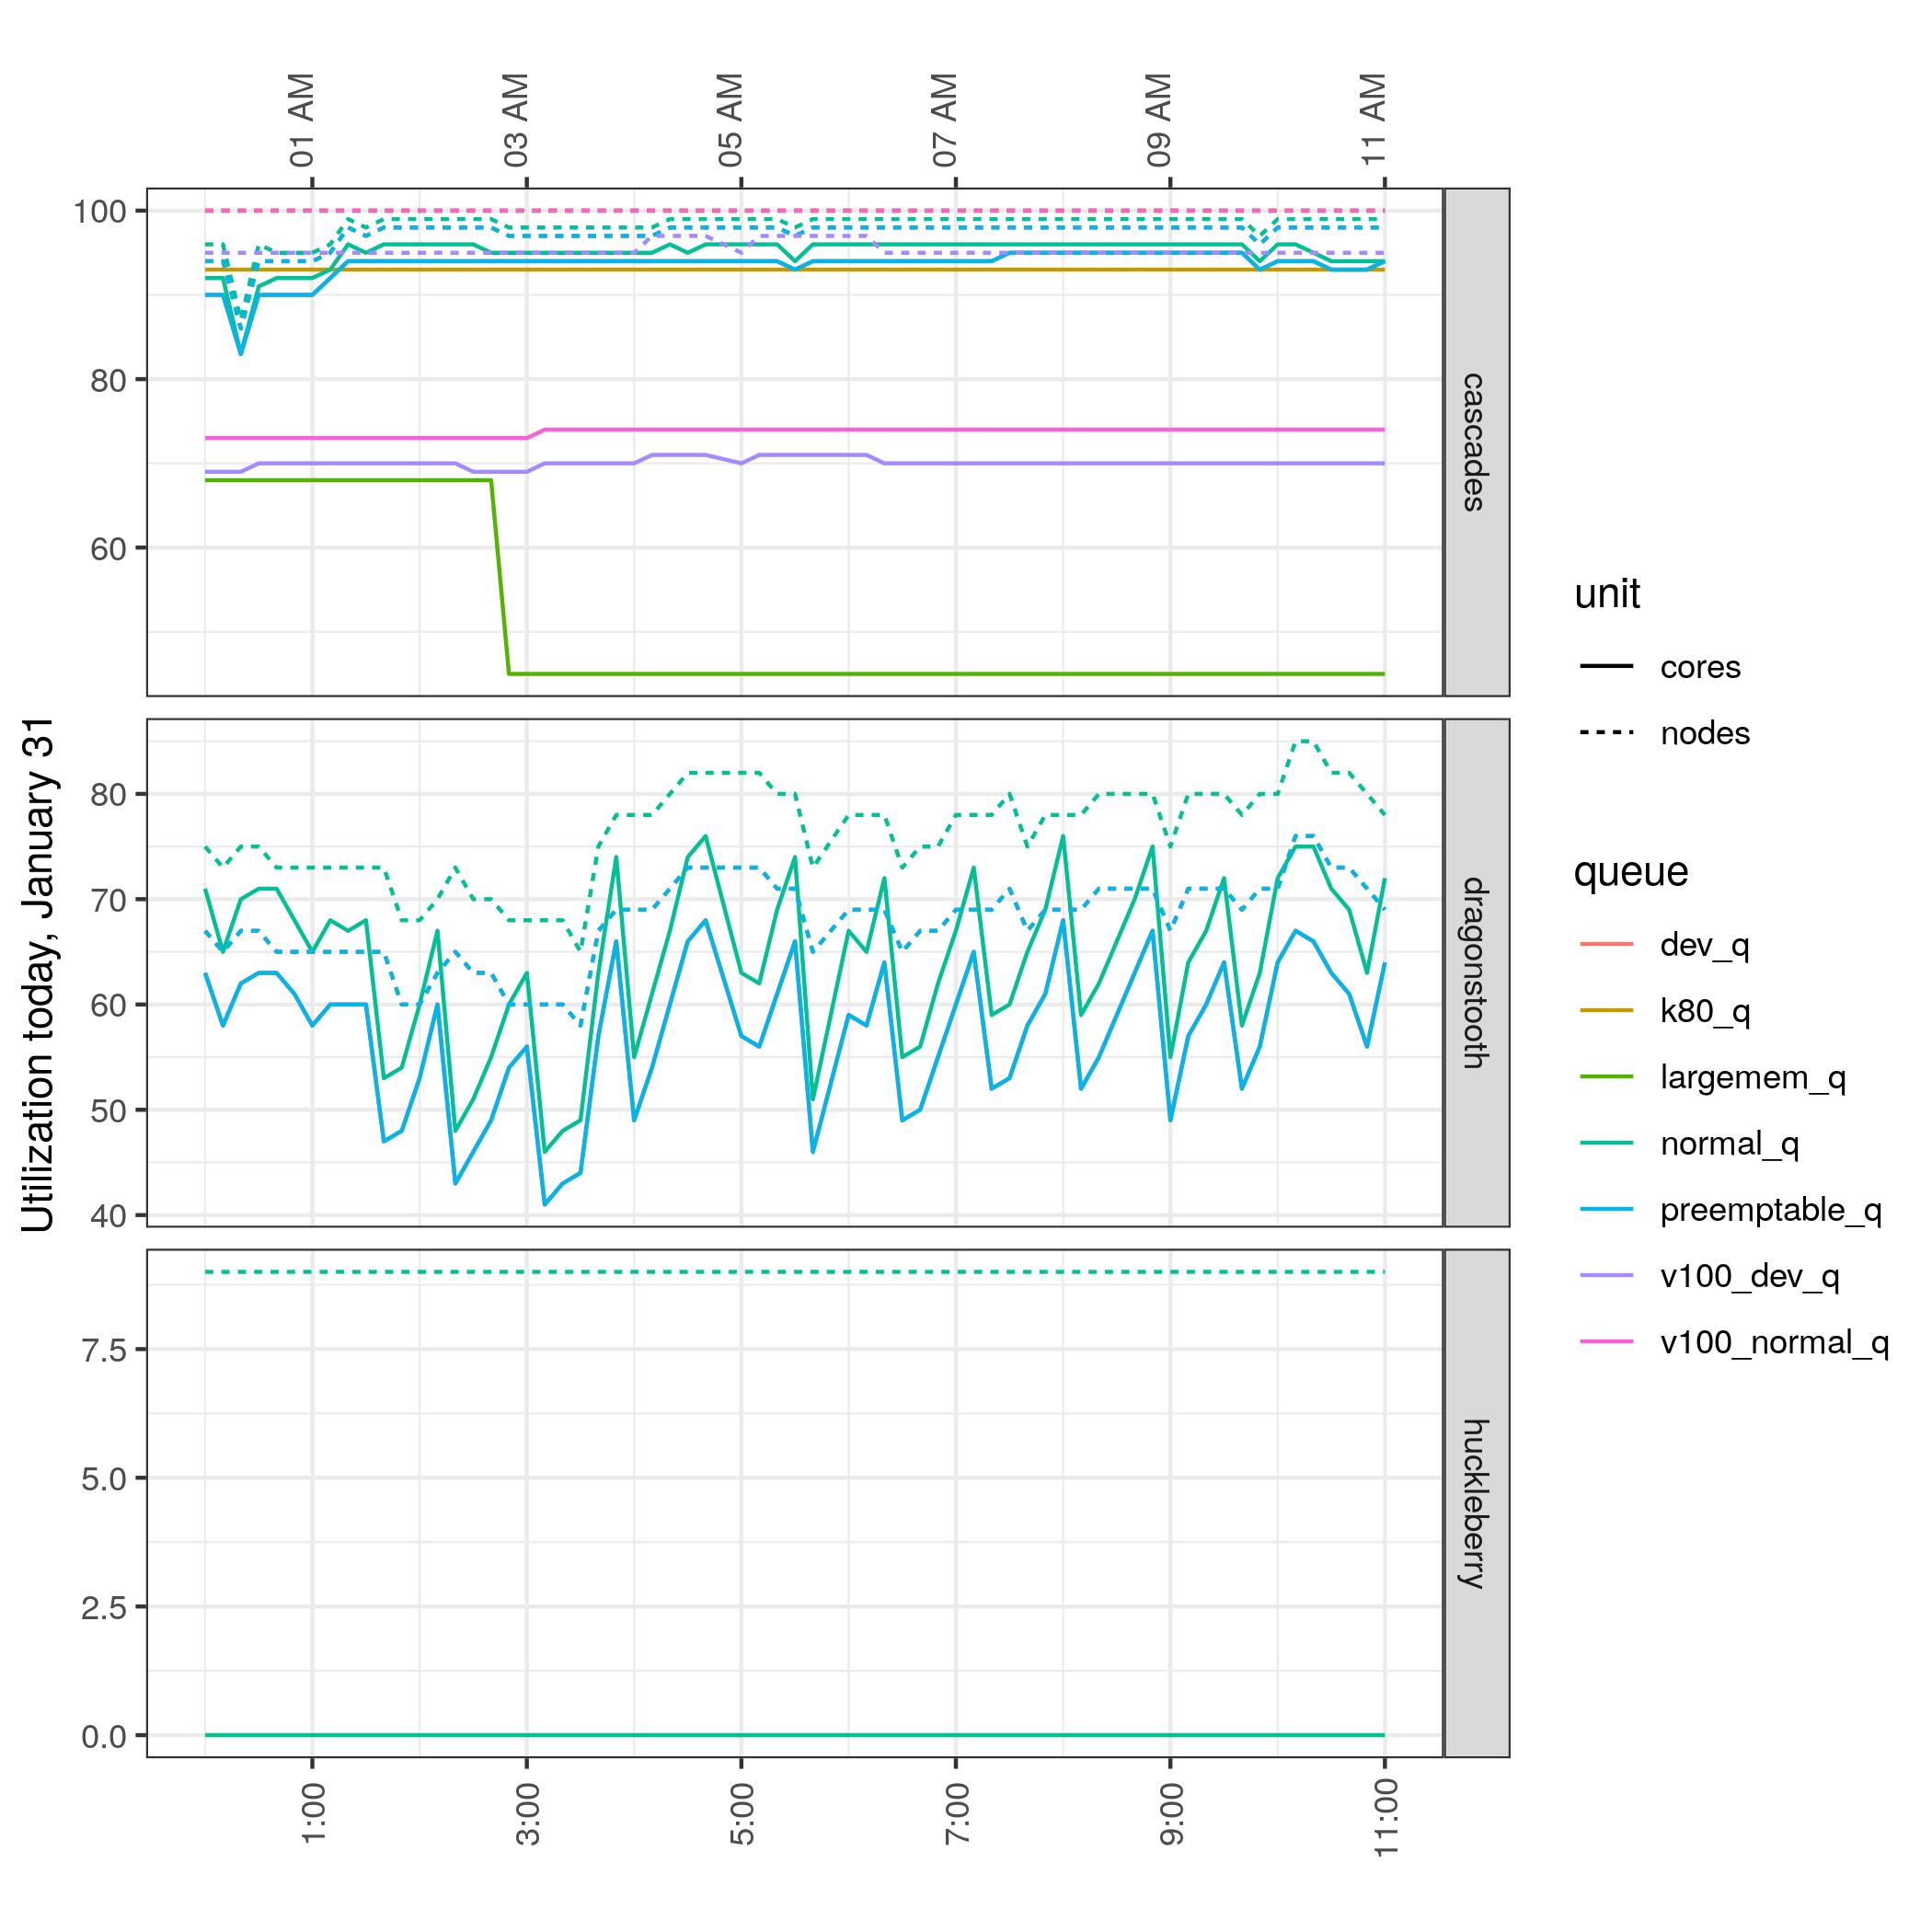 01 AM
03 AM
05 AM
07 AM
09 AM
11 AM
100
80
60
cascades
Utilization today, January 31
80
70
60
50
40
dragonstooth
7.5
5.0
2.5
0.0
huckleberry
1:00
3:00
5:00
7:00
9:00
11:00
unit
cores
nodes
queue
dev_q
k80_q
largemem_q
normal_q
preemptable_q
v100_dev_q
v100_normal_q